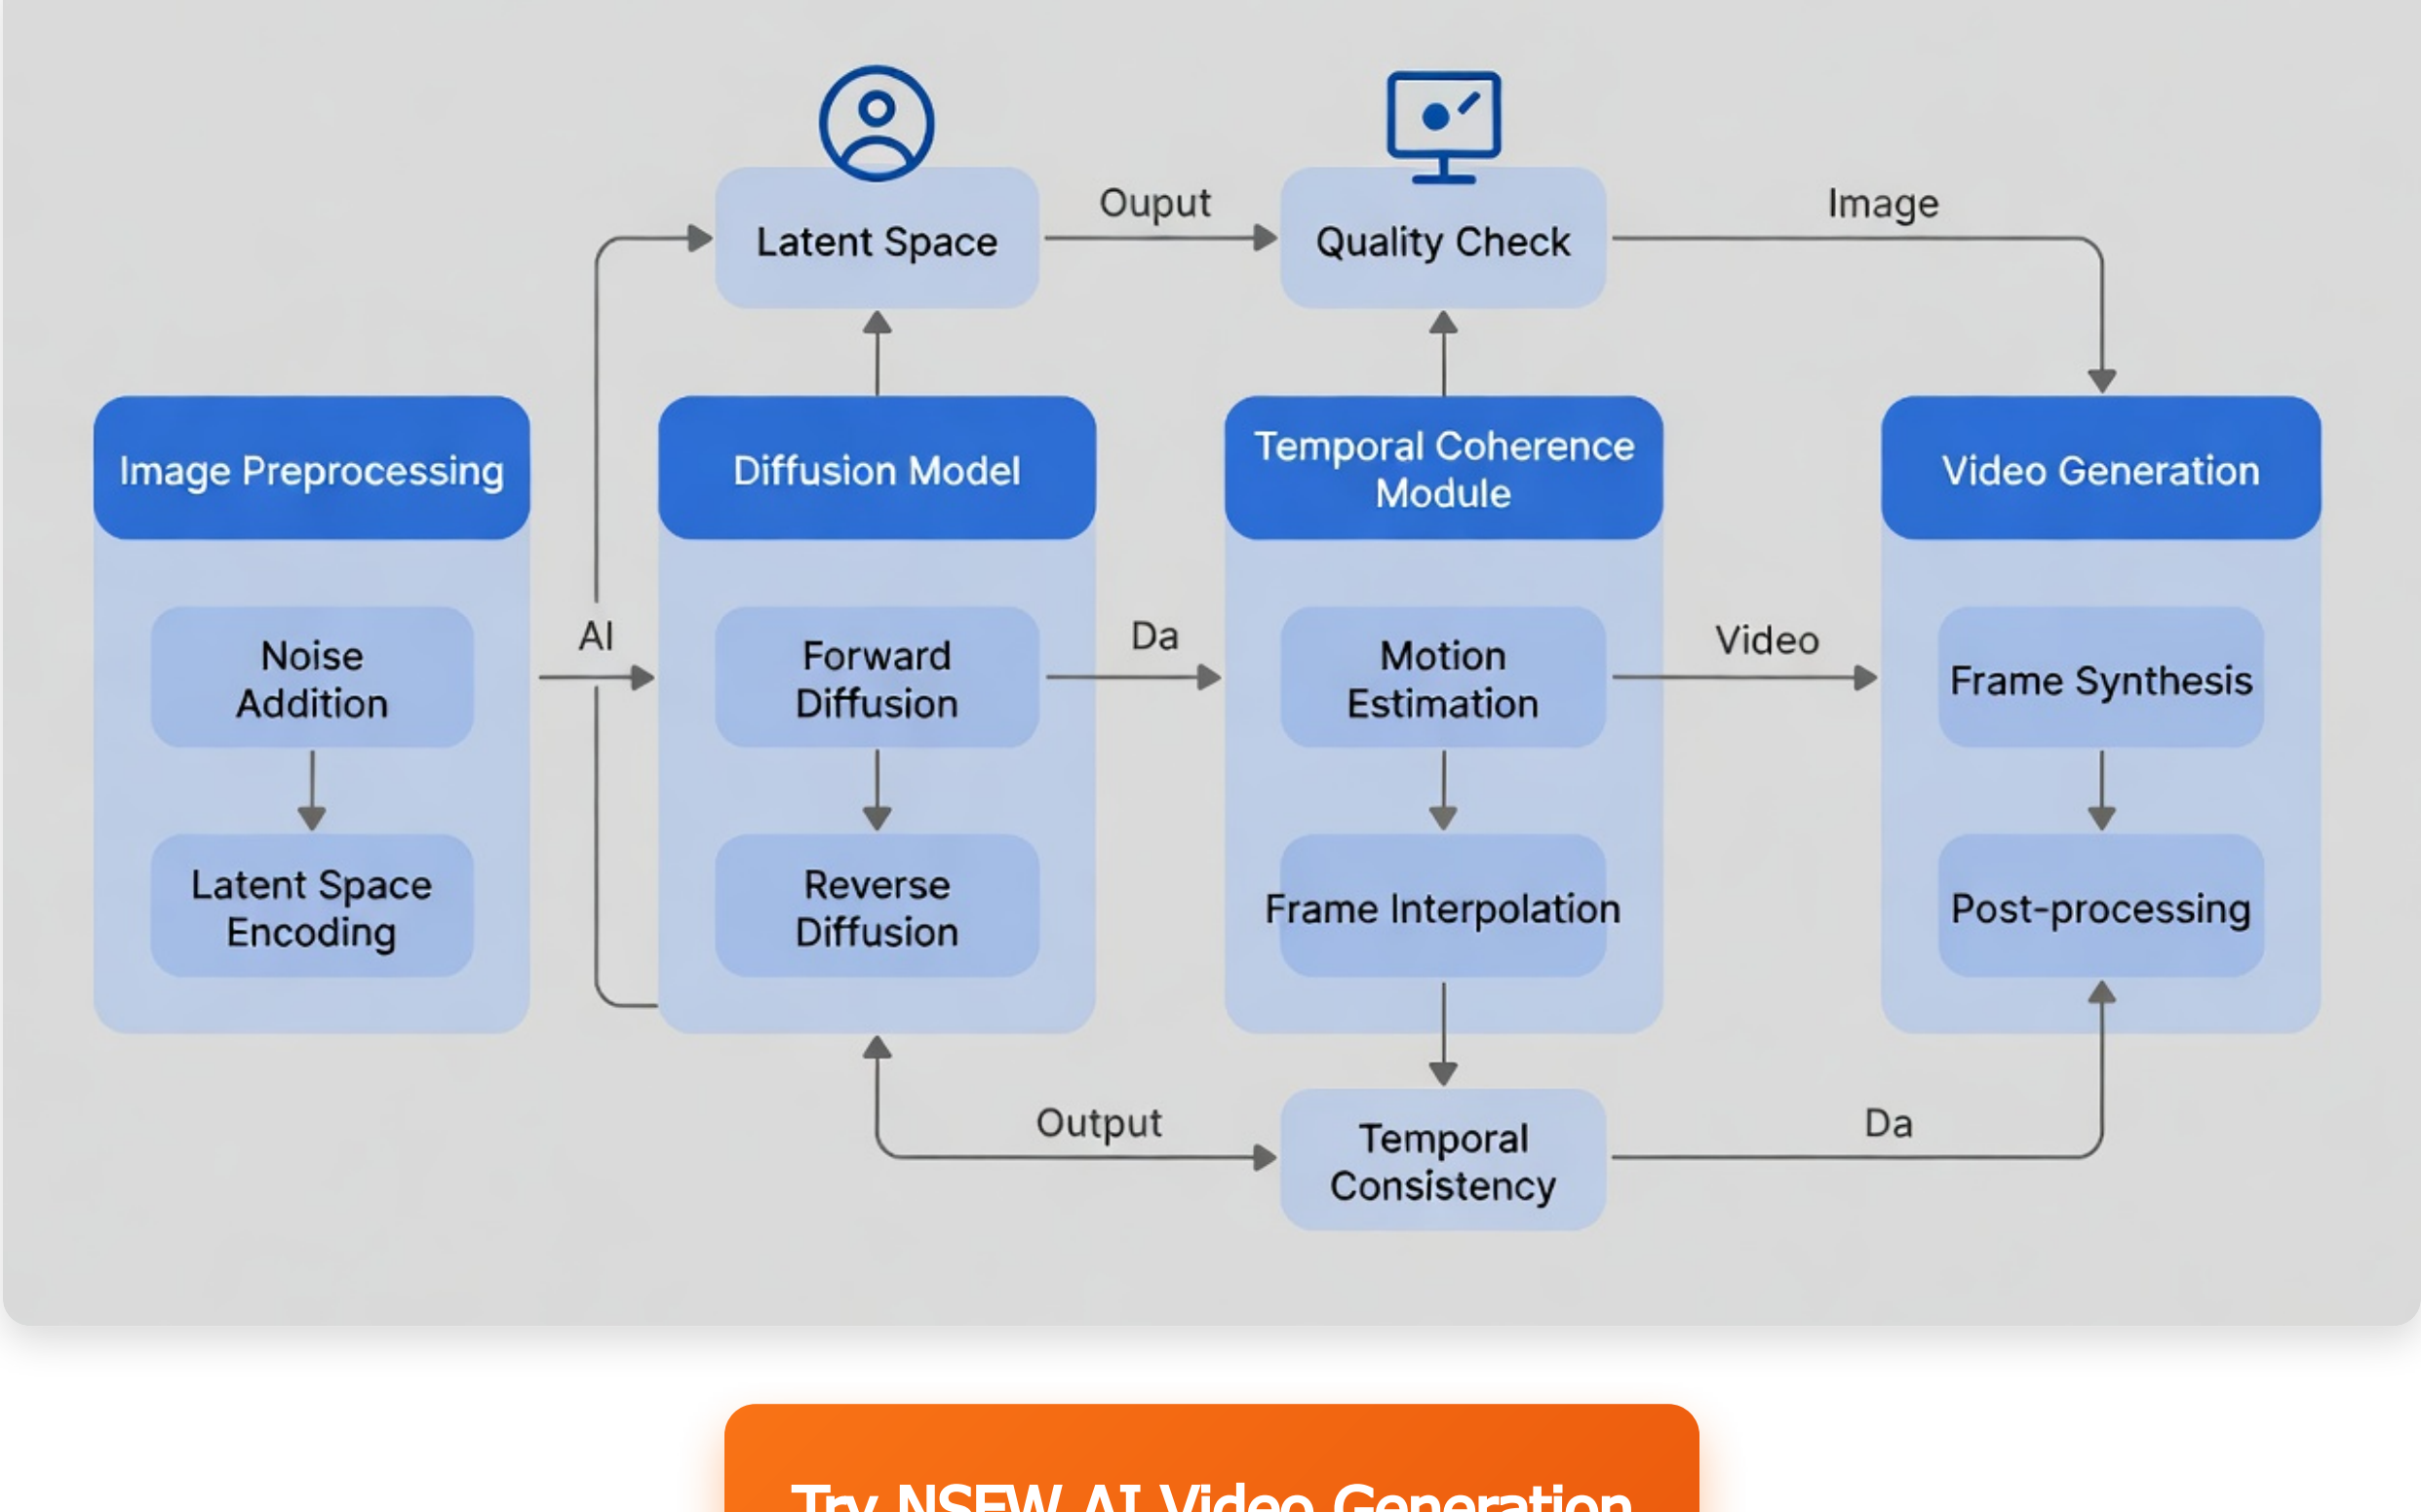 Latent Space
Ouput
Quality Check
Image
Image Preprocessing
Diffusion Model
Temporal Coherence
Module
Video Generation
Noise
Addition
AI
Forward
Diffusion
Da
Motion
Estimation
Video
Frame Synthesis
Latent Space
Encoding
Reverse
Diffusion
Frame Interpolation
Post-processing
Output
Temporal
Consistency
Da
Try NSFW AI Video Generation